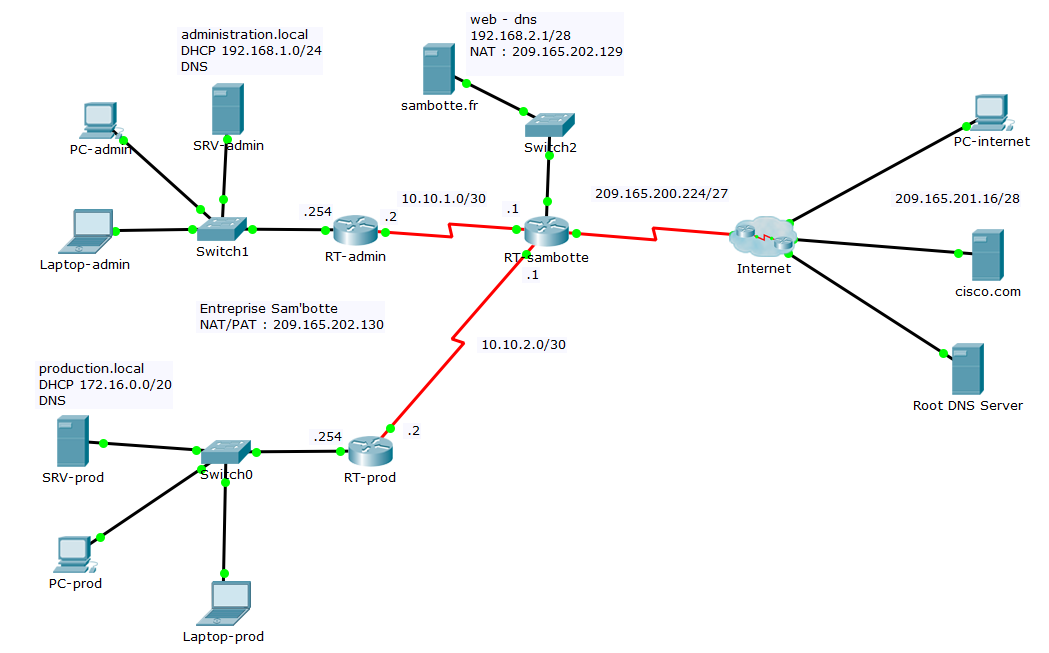 web - dns
192.168.2.1/28
NAT : 209.165.202.129
sambotte.fr
Switch2
administration.local
DHCP 192.168.1.0/24
DNS
PC-admin
SRV-admin
Laptop-admin
Switch1
.254
.2
RT-admin
10.10.1.0/30
.1
RT-sambotte
.1
209.165.200.224/27
Internet
PC-internet
209.165.201.16/28
cisco.com
Root DNS Server
Entreprise Sam'botte
NAT/PAT : 209.165.202.130
10.10.2.0/30
production.local
DHCP 172.16.0.0/20
DNS
SRV-prod
Switch0
.254
.2
RT-prod
PC-prod
Laptop-prod